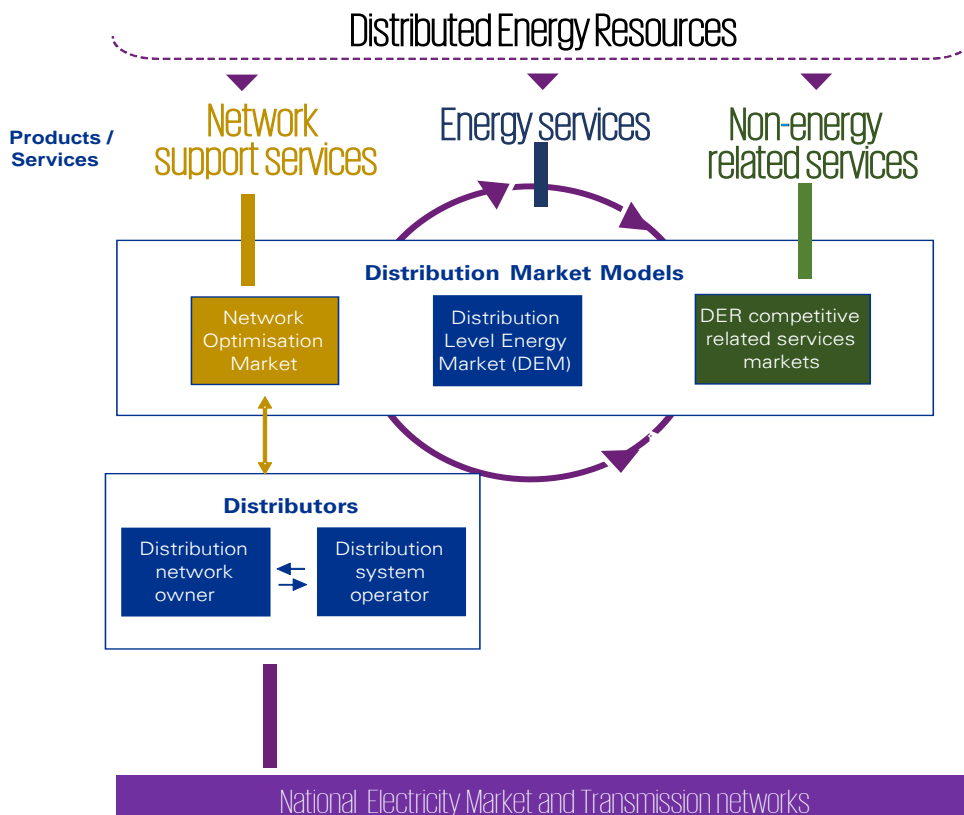 Distributed Energy Resources
Products /
Services
Network
support services
Energy services
Non-energy
related services
Distribution Market Models
Network
Optimisation
Market
Distribution
Level Energy
Market (DEM)
DER competitive
related services
markets
Distributors
Distribution
network
owner
Distribution
system
operator
National Electricity Market and Transmission networks